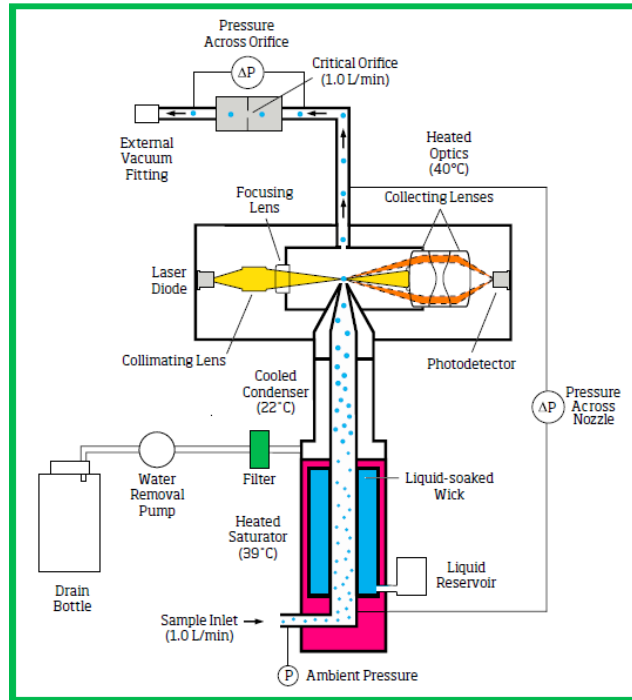 Pressure
Across Orifice
ΔP
Critical Orifice
(1.0 L/min)
External
Vacuum
Fitting
Heated
Optics
(40°C)
Focusing
Lens
Collecting Lenses
Laser
Diode
Collimating Lens
Photodetector
Cooled
Condenser
(22°C)
ΔP
Pressure
Across
Nozzle
Water
Removal
Pump
Filter
Liquid-soaked
Wick
Heated
Saturator
(39°C)
Drain
Bottle
Liquid
Reservoir
Sample Inlet
(1.0 L/min)
P
Ambient Pressure